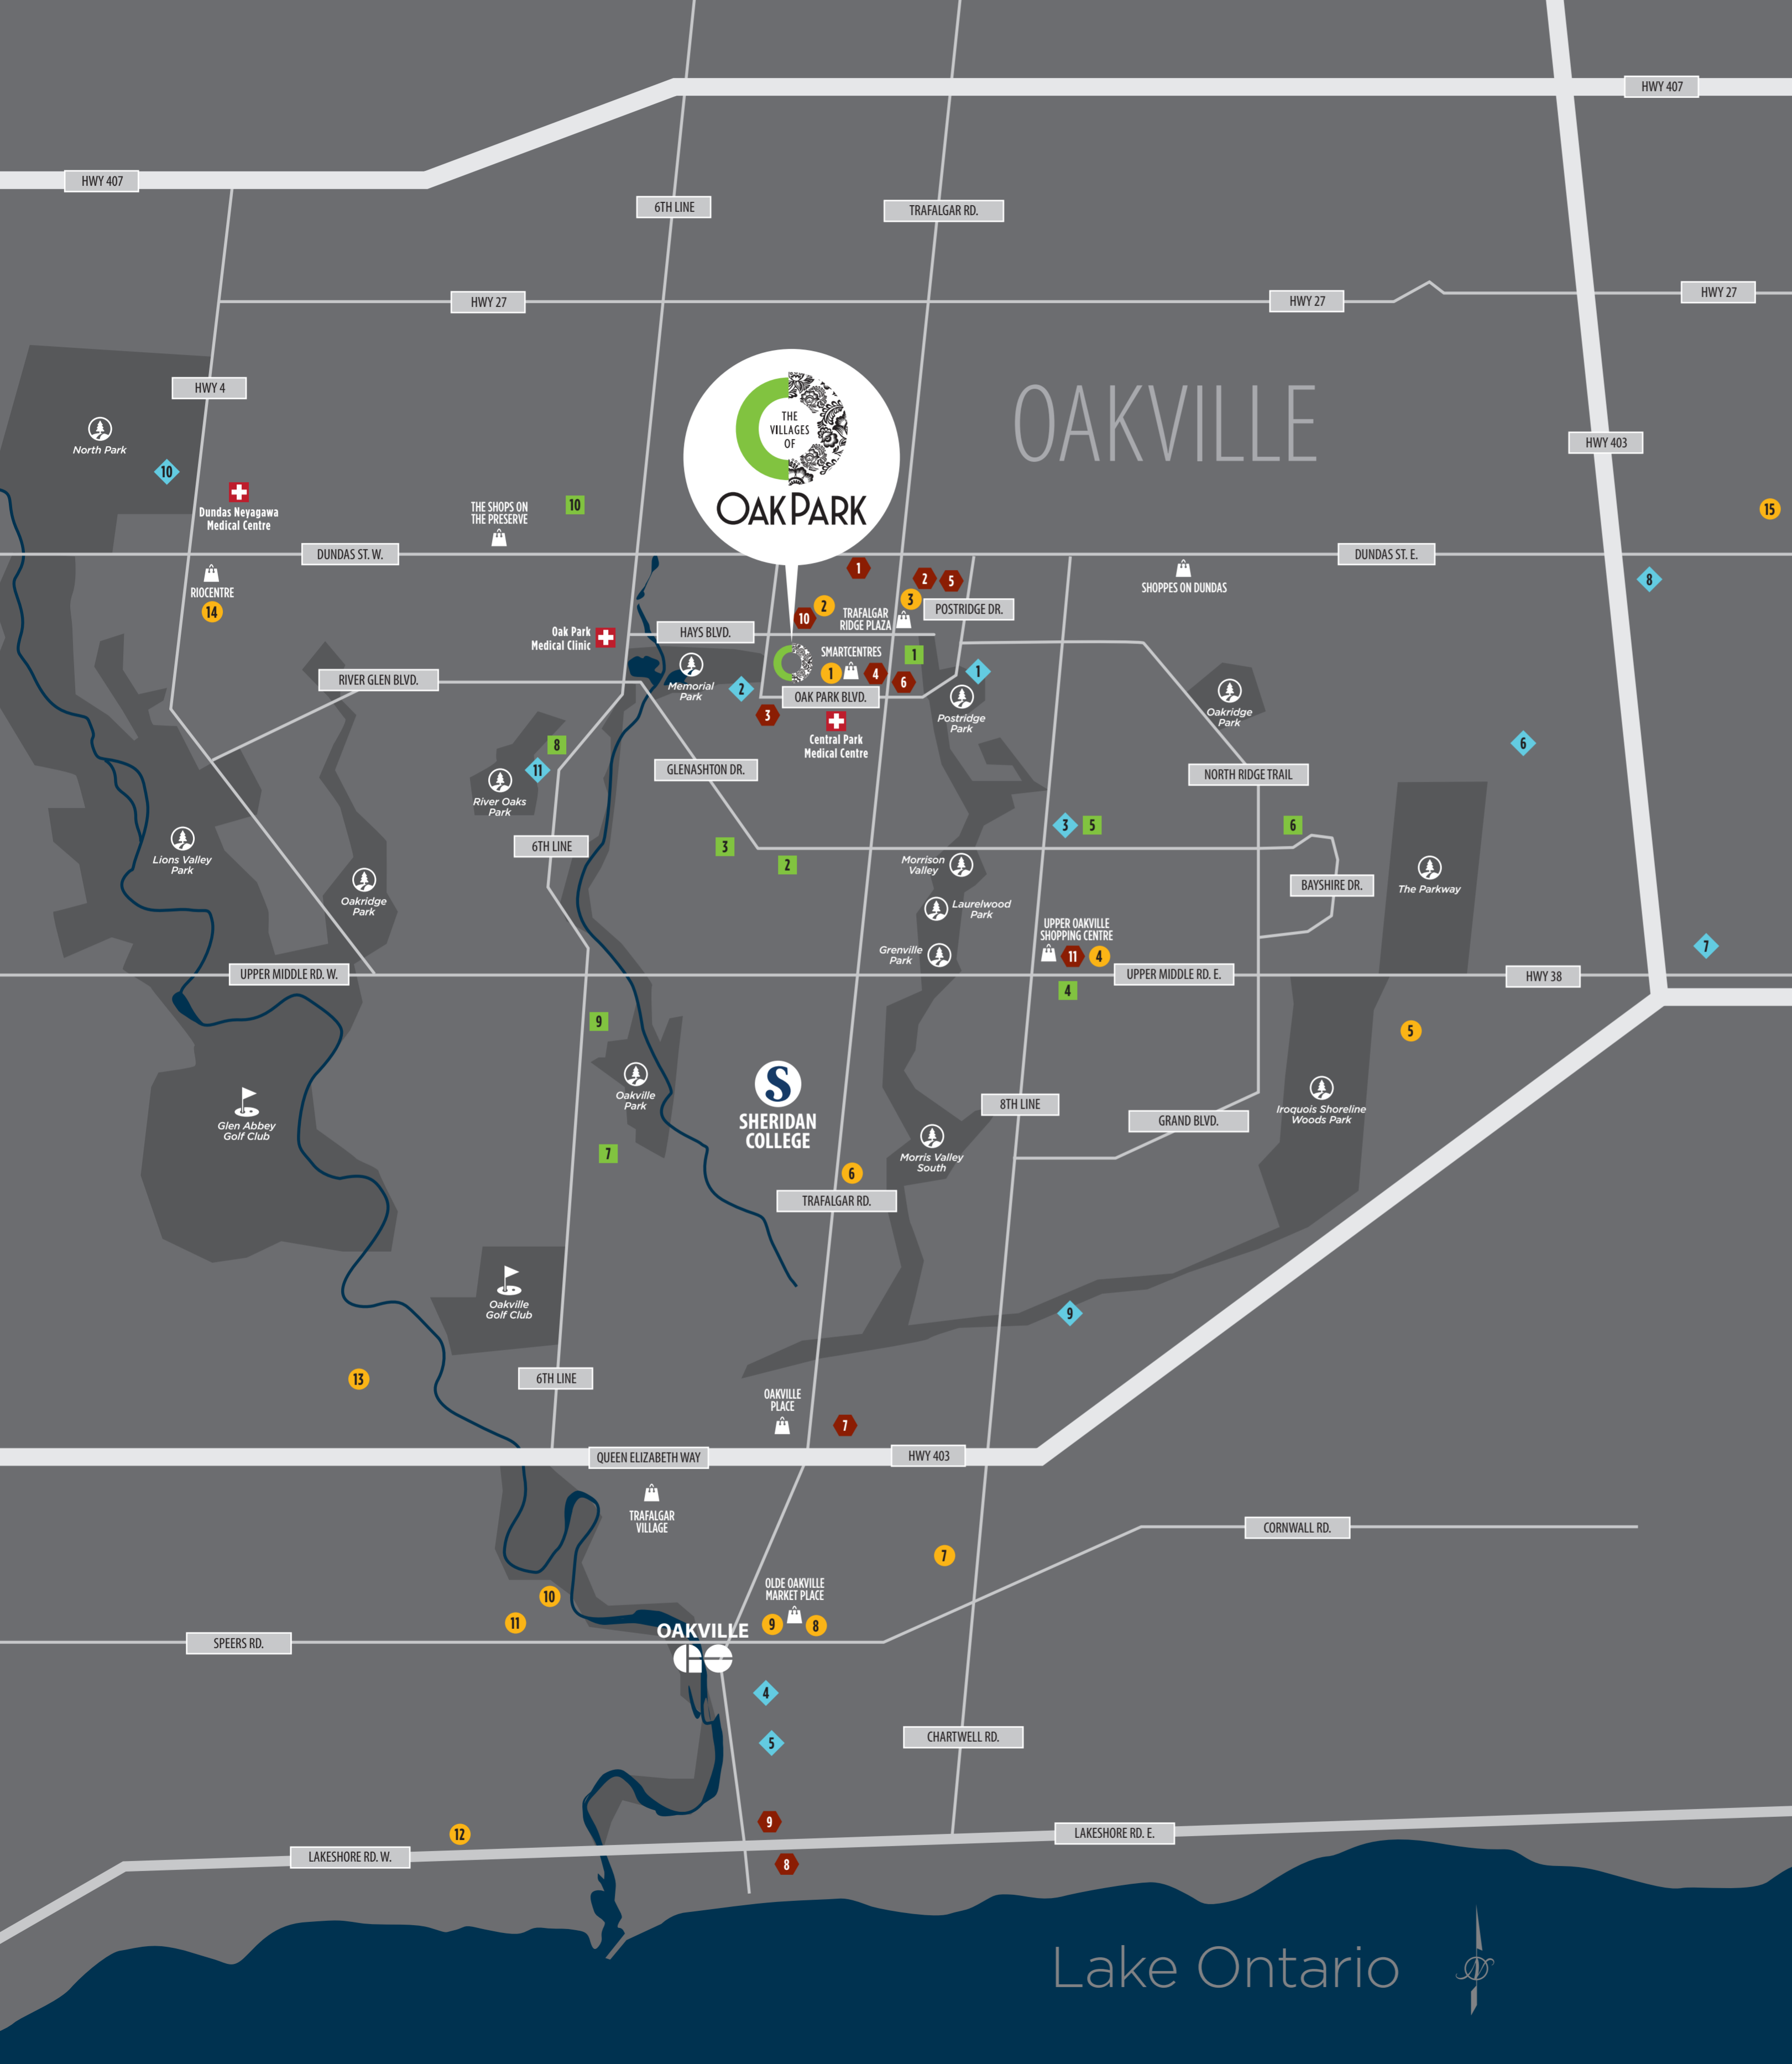 HWY 407
HWY 407
6TH LINE
TRAFALGAR RD.
HWY 27
HWY 27
HWY 27
HWY 4
OAKVILLE
THE
VILLAGES
OF
OAKPARK
HWY 403
North Park
10
Dundas Neyagawa
Medical Centre
THE SHOPS ON
THE PRESERVE
10
15
DUNDAS ST. W.
DUNDAS ST. E.
RIOCENTRE
14
1
2
5
SHOPPES ON DUNDAS
8
10
2
3
TRAFALGAR
RIDGE PLAZA
POSTRIDGE DR.
Oak Park
Medical Clinic
HAYS BLVD.
SMARTCENTRES
1
4
6
1
1
RIVER GLEN BLVD.
Memorial
Park
2
OAK PARK BLVD.
Postridge
Park
Oakridge
Park
3
Central Park
Medical Centre
6
8
11
River Oaks
Park
GLENASHTON DR.
NORTH RIDGE TRAIL
6TH LINE
3
2
3
5
6
Lions Valley
Park
Oakridge
Park
Morrison
Valley
Laurelwood
Park
Grenville
Park
BAYSHIRE DR.
The Parkway
UPPER OAKVILLE
SHOPPING CENTRE
11
4
7
UPPER MIDDLE RD. W.
UPPER MIDDLE RD. E.
HWY 38
4
9
5
Oakville
Park
S
SHERIDAN
COLLEGE
8TH LINE
GRAND BLVD.
Iroquois Shoreline
Woods Park
Glen Abbey
Golf Club
7
Morris Valley
South
6
TRAFALGAR RD.
Oakville
Golf Club
9
13
6TH LINE
OAKVILLE
PLACE
7
QUEEN ELIZABETH WAY
HWY 403
TRAFALGAR
VILLAGE
CORNWALL RD.
7
10
11
OLDE OAKVILLE
MARKET PLACE
9
8
OAKVILLE
SPEERS RD.
4
5
CHARTWELL RD.
9
12
LAKESHORE RD. W.
LAKESHORE RD. E.
8
Lake Ontario
N